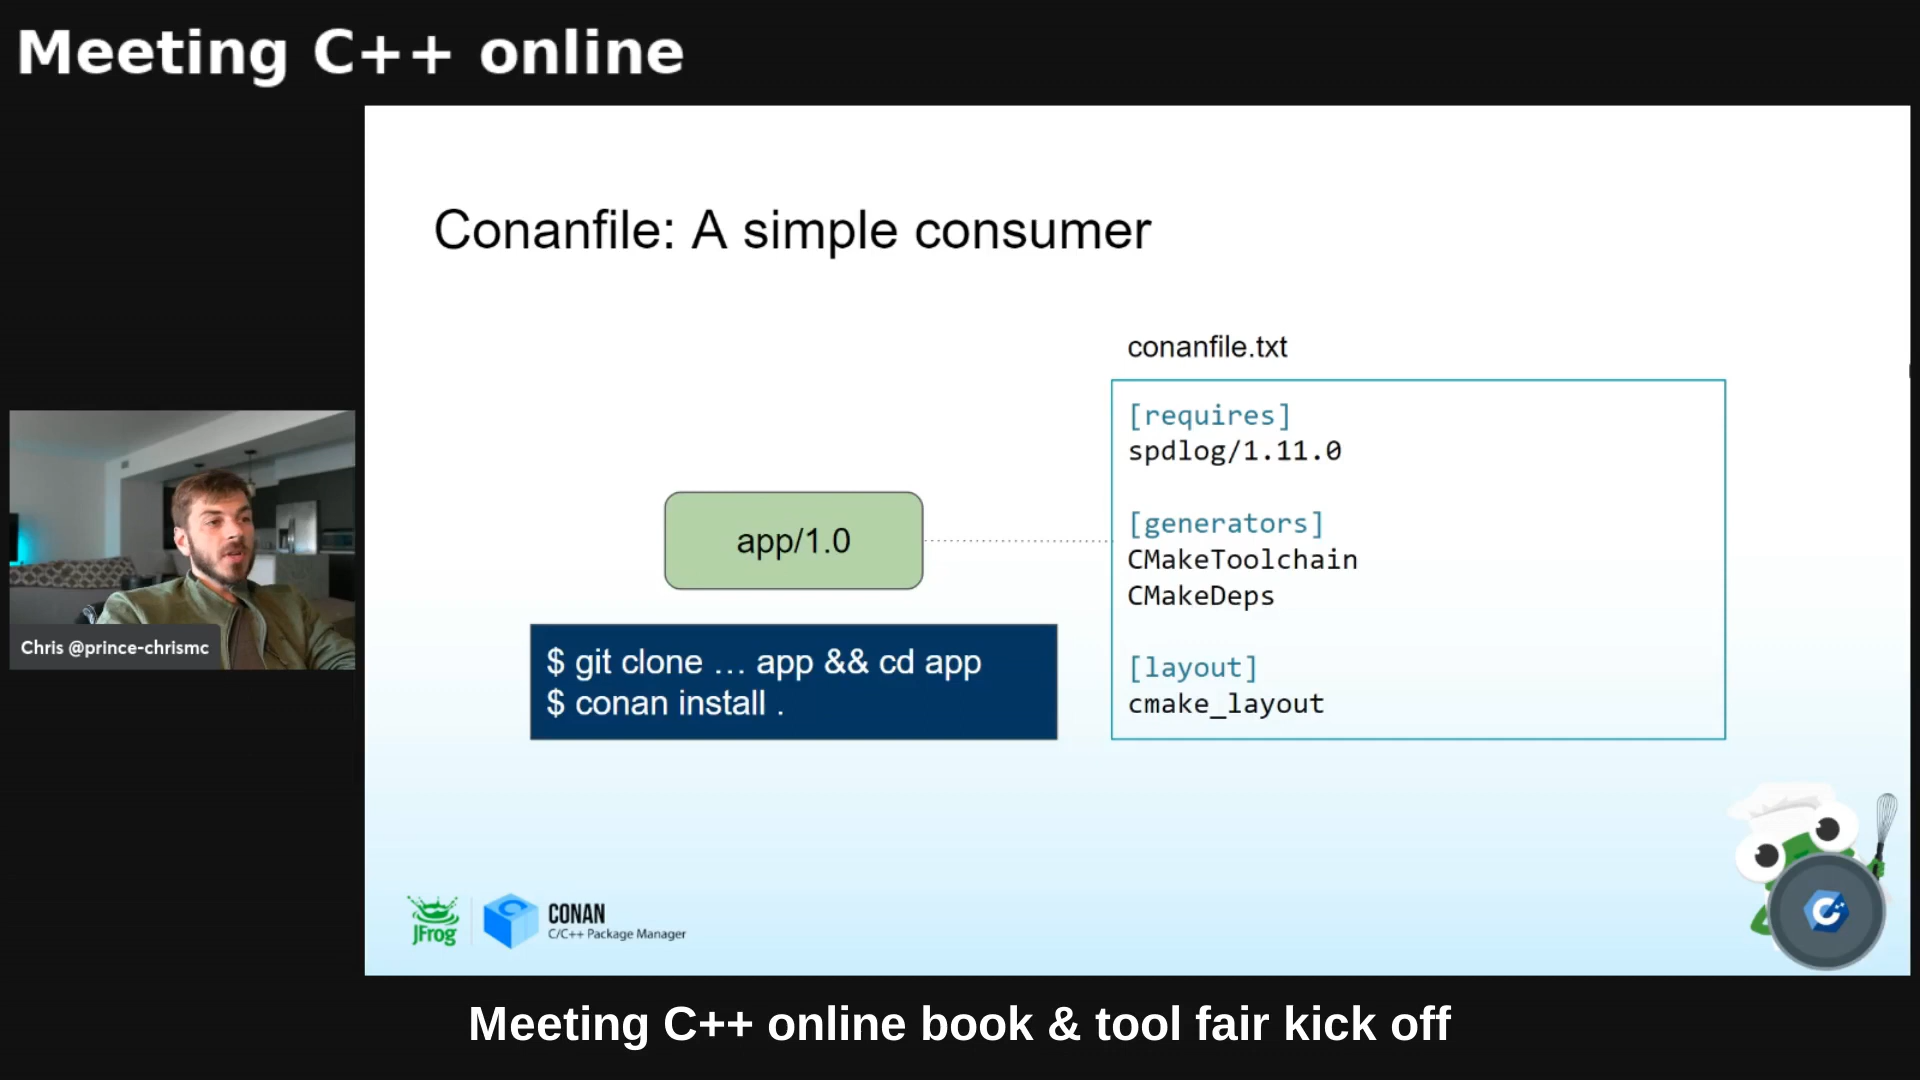 Meeting C++ online
Conanfile: A simple consumer
conanfile.txt
[requires]
spdlog/1.11.0
[generators]
CMakeToolchain
CMakeDeps
[layout]
cmake_layout
app/1.0
$ git clone … app && cd app
$ conan install .
Chris @prince-chrismc
JFrog
CONAN
C/C++ Package Manager
Meeting C++ online book & tool fair kick off